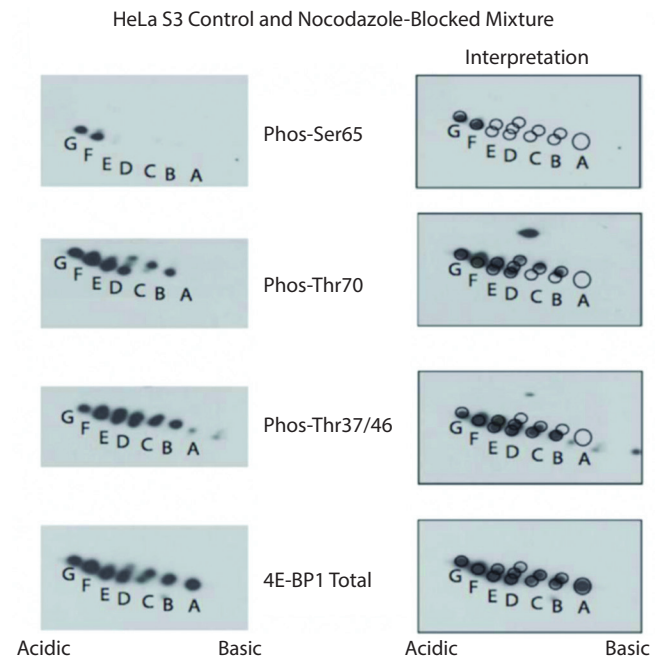 HeLa S3 Control and Nocodazole-Blocked Mixture
Interpretation
G F E D C B A
Phos-Ser65
G F E D C B A
G F E D C B A
Phos-Thr70
G F E D C B A
G F E D C B A
Phos-Thr37/46
G F E D C B A
G F E D C B A
4E-BP1 Total
G F E D C B A
Acidic Basic Acidic Basic